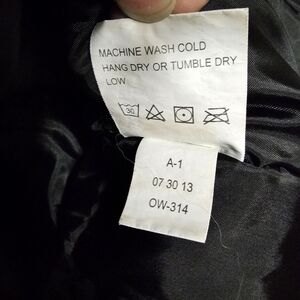 MACHINE WASH COLD
HANG DRY OR TUMBLE DRY
LOW
30
A-1
07 30 13
OW-314